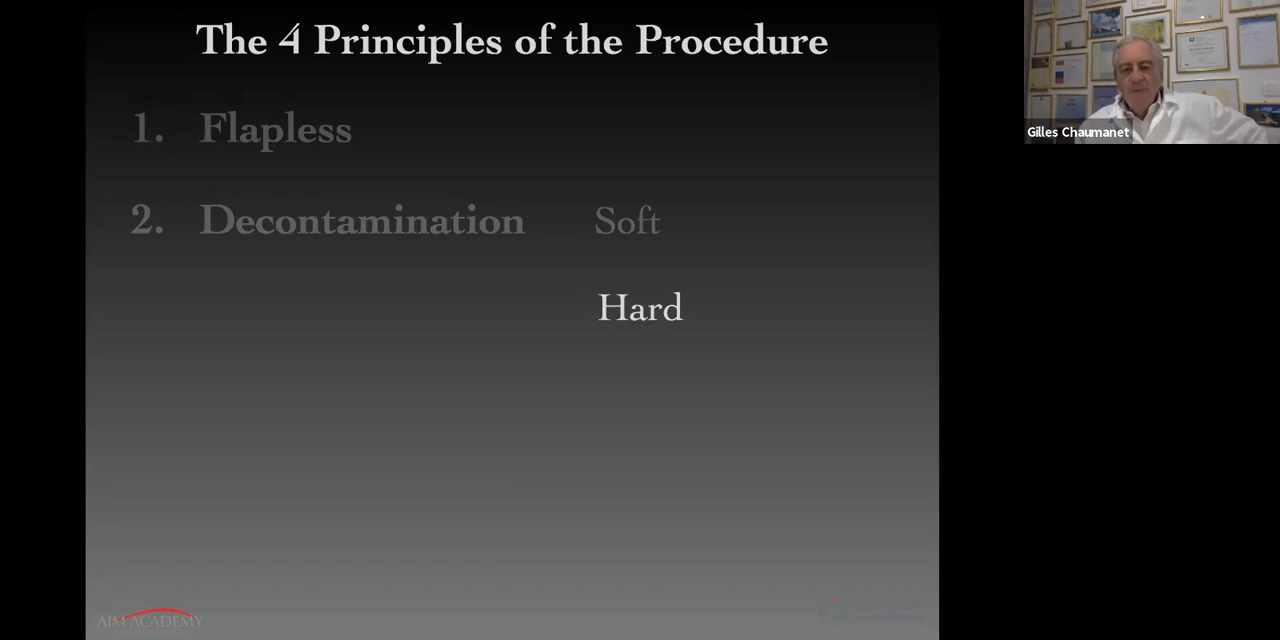 The 4 Principles of the Procedure
1. Flapless
2. Decontamination Soft
Hard
Gilles Chaumanet
AIM ACADEMY